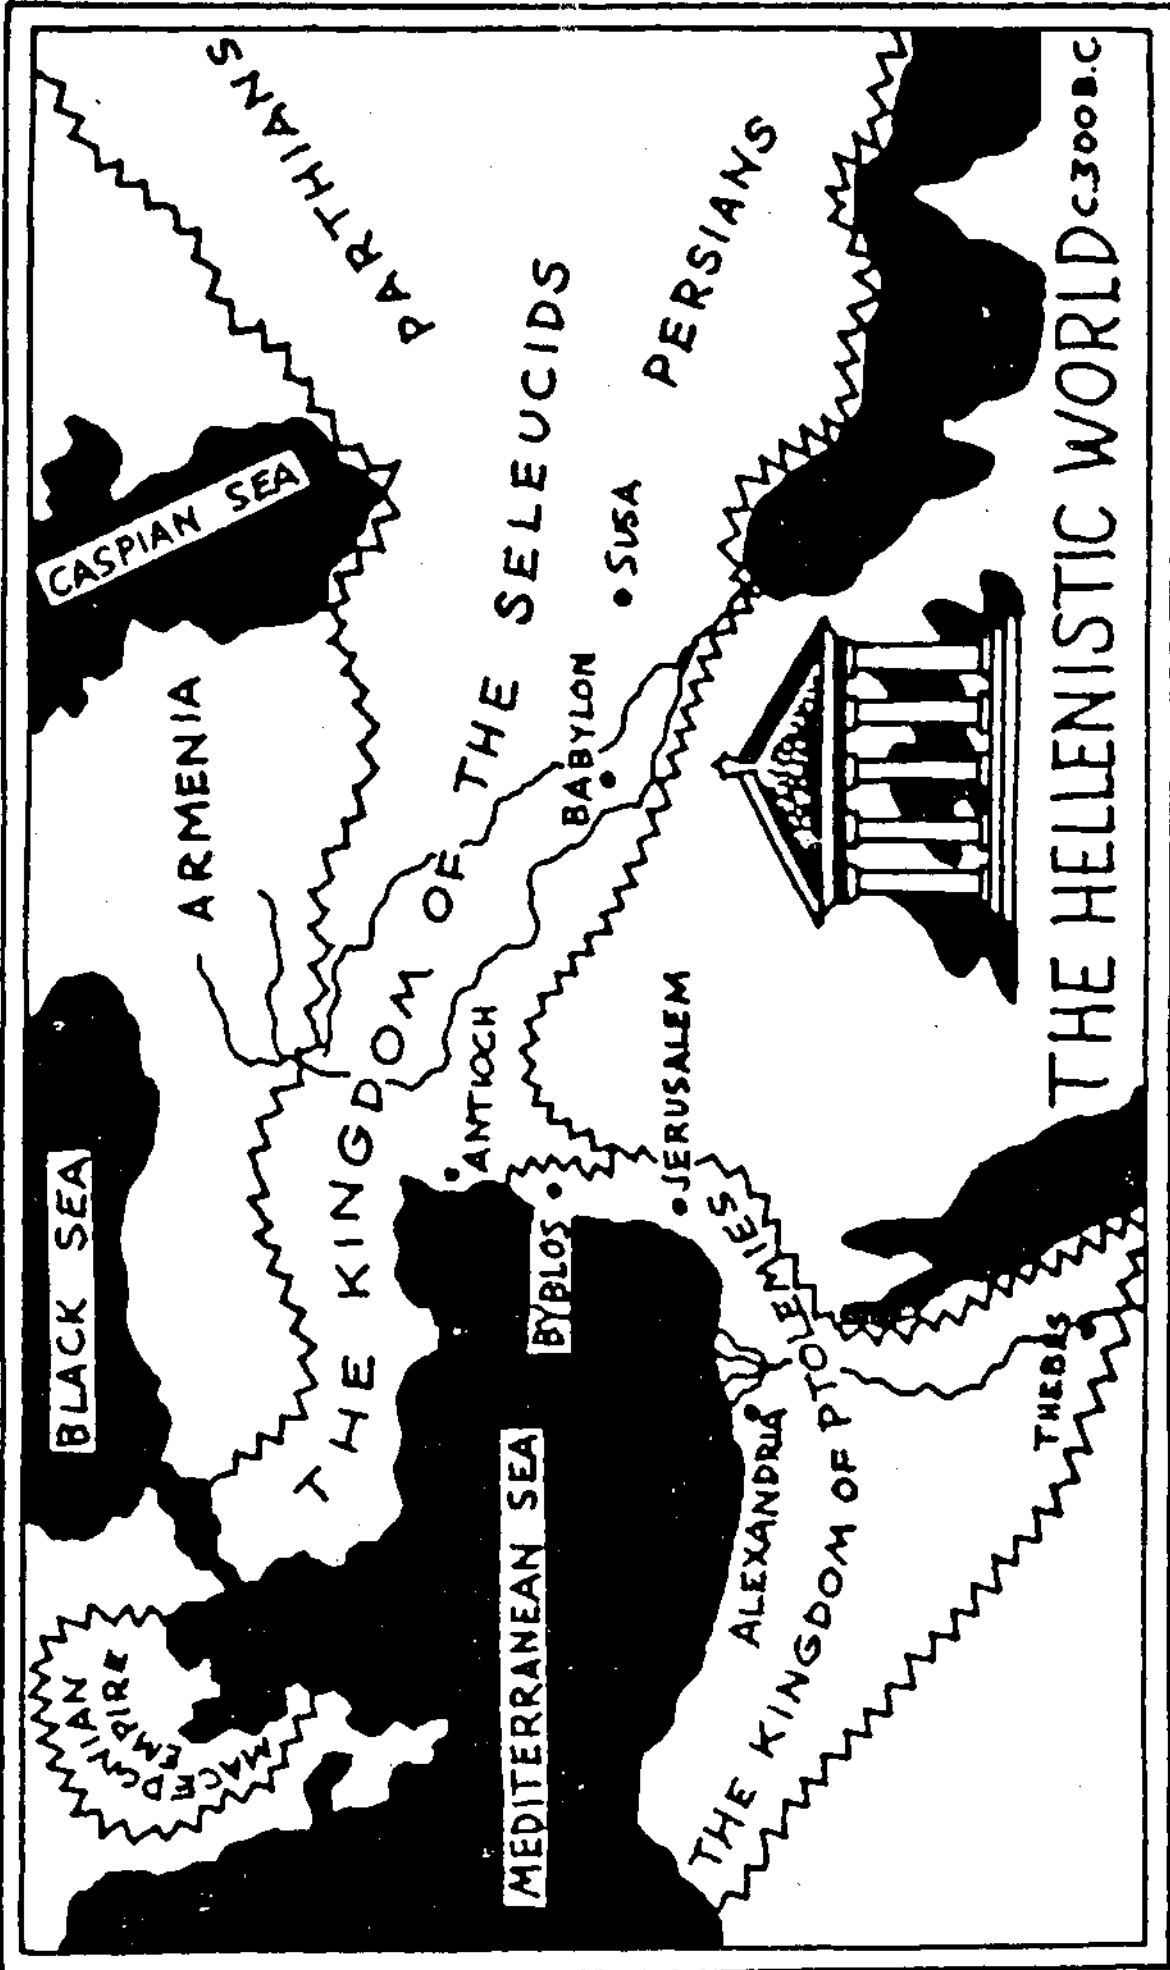 BLACK SEA
CASPIAN SEA
MACEDONIAN
EMPIRE
ARMENIA
PARTHIANS
THE KINGDOM OF THE SELEUCIDS
ANTIOCH
MEDITERRANEAN SEA
BYBLOS
BABYLON
SUSA
PERSIANS
JERUSALEM
ALEXANDRIA
THE KINGDOM OF PTOLEMIES
THEBES
THE HELLENISTIC WORLD C.300B.C